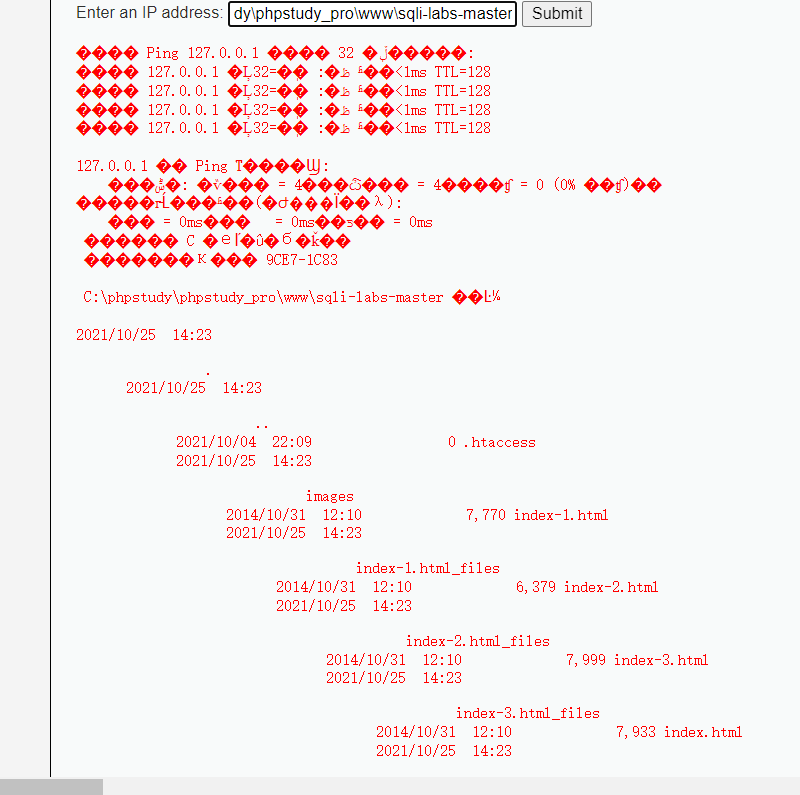 Enter an IP address: dy\phpstudy_pro\www\sqli-labs-master Submit
Ping 127.0.0.1 32
127.0.0.1 32= <1ms TTL=128
127.0.0.1 32= <1ms TTL=128
127.0.0.1 32= <1ms TTL=128
127.0.0.1 32= <1ms TTL=128
127.0.0.1 Ping
= 4 = 4 = 0 (0%
= 0ms = 0ms = 0ms
C
9CE7-1C83
C:\phpstudy\phpstudy_pro\www\sqli-labs-master
2021/10/25 14:23
.
2021/10/25 14:23
..
2021/10/04 22:09 0 .htaccess
2021/10/25 14:23
images
2014/10/31 12:10 7,770 index-1.html
2021/10/25 14:23
index-1.html_files
2014/10/31 12:10 6,379 index-2.html
2021/10/25 14:23
index-2.html_files
2014/10/31 12:10 7,999 index-3.html
2021/10/25 14:23
index-3.html_files
2014/10/31 12:10 7,933 index.html
2021/10/25 14:23